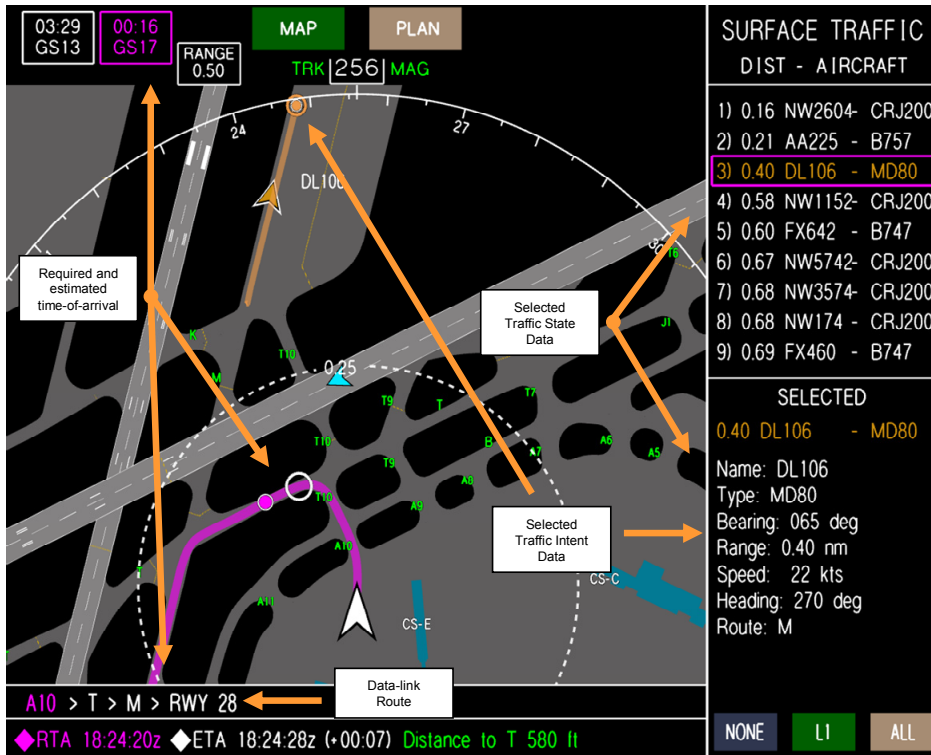 03:29
GS13
00:16
GS17
RANGE
0.50
MAP
PLAN
TRK 256 MAG
24
27
30
DL106
T6
K
J1
T10
M
0.25
T9
T7
T
T10
B
A6
T9
A7
A5
A8
T10
A9
A10
T
A11
CS-C
CS-E
Required and
estimated
time-of-arrival
Selected
Traffic State
Data
Selected
Traffic Intent
Data
Data-link
Route
A10 > T > M > RWY 28
RTA 18:24:20z ETA 18:24:28z (+00:07) Distance to T 580 ft
SURFACE TRAFFIC
DIST - AIRCRAFT
1) 0.16 NW2604- CRJ200
2) 0.21 AA225 - B757
3) 0.40 DL106 - MD80
4) 0.58 NW1152- CRJ200
5) 0.60 FX642 - B747
6) 0.67 NW5742- CRJ200
7) 0.68 NW3574- CRJ200
8) 0.68 NW174 - CRJ200
9) 0.69 FX460 - B747
SELECTED
0.40 DL106 - MD80
Name: DL106
Type: MD80
Bearing: 065 deg
Range: 0.40 nm
Speed: 22 kts
Heading: 270 deg
Route: M
NONE
L1
ALL